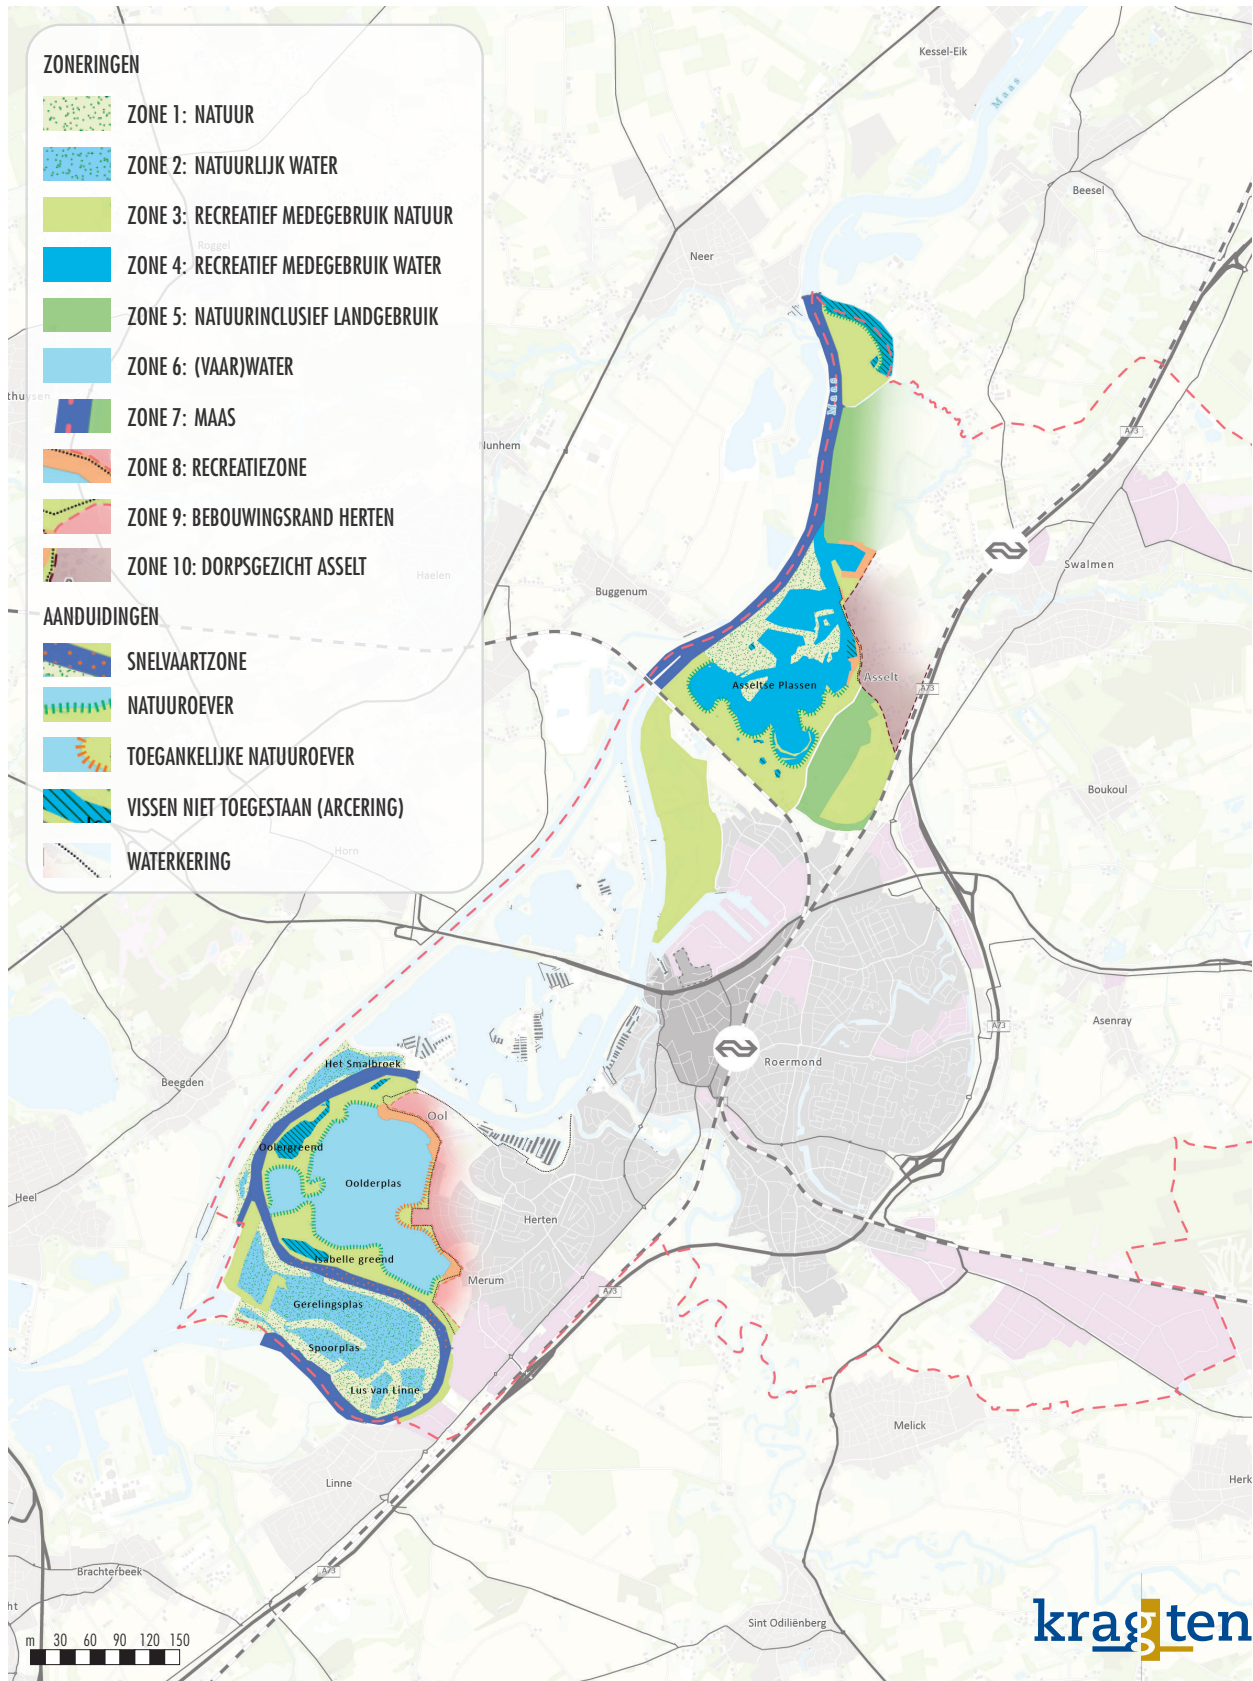 ZONERINGEN
ZONE 1: NATUUR
ZONE 2: NATUURLIJK WATER
ZONE 3: RECREATIEF MEDEGEBRUIK NATUUR
ZONE 4: RECREATIEF MEDEGEBRUIK WATER
ZONE 5: NATUURINCLUSIEF LANDGEBRUIK
ZONE 6: (VAAR)WATER
ZONE 7: MAAS
ZONE 8: RECREATIEZONE
ZONE 9: BEBOUWINGSRAND HERTEN
ZONE 10: DORPSGEZICHT ASSELT
AANDUIDINGEN
SNELVAARTZONE
NATUUROEVER
TOEGANKELIJKE NATUUROEVER
VISSEN NIET TOEGESTAAN (ARCERING)
WATERKERING
Roggel
thuysen
Haelen
Horn
Kessel-Eik
Maas
Beesel
Neer
Maas
A73
Nunhem
Swalmen
Buggenum
Asselt
Asseltse Plassen
A73
Boukoul
Asenray
A73
Roermond
Het Smalbroek
Beegden
Ool
Oolergreend
Oolderplas
Heel
Herten
Isabelle greend
Merum
A73
Gerelingsplas
Spoorplas
Lus van Linne
Melick
Linne
Herk
Brachterbeek
A73
ht
Sint Odiliënberg
m 30 60 90 120 150
kragten